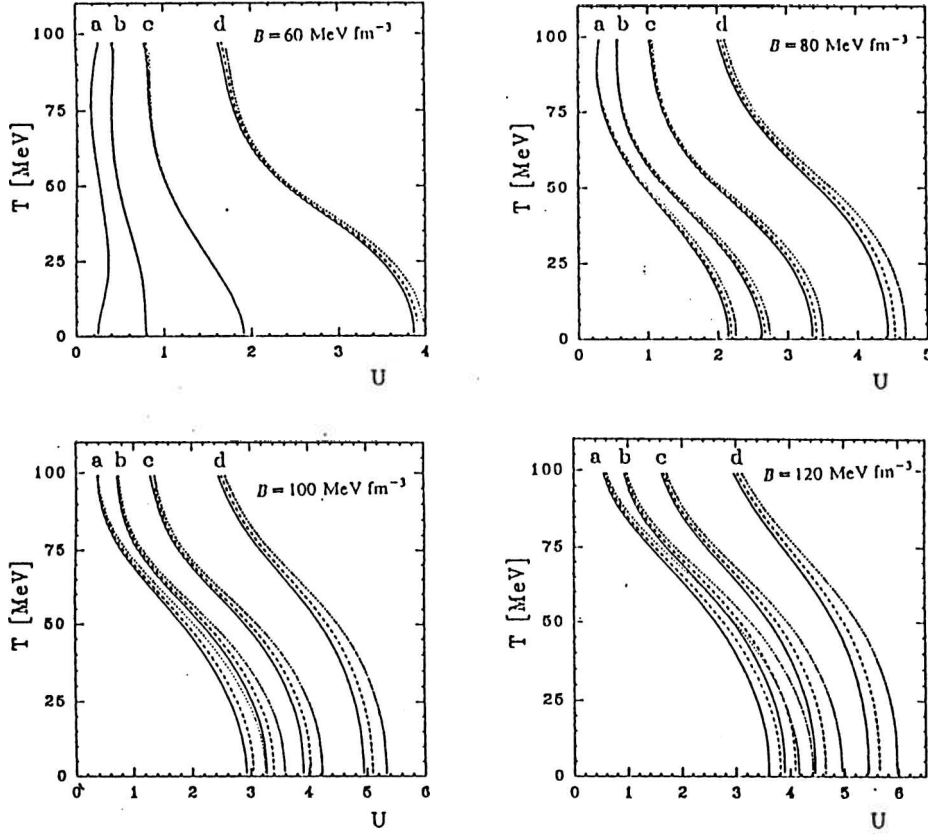 a b c d B = 60 MeV fm⁻³
100
75
50
25
0
T [MeV]
0 1 2 3 4
U
a b c d B = 80 MeV fm⁻³
100
75
50
25
0
T [MeV]
0 1 2 3 4 5
U
a b c d B = 100 MeV fm⁻³
100
75
50
25
0
T [MeV]
0 1 2 3 4 5 6
U
a b c d B = 120 MeV fm⁻³
100
75
50
25
0
T [MeV]
0 1 2 3 4 5 6
U